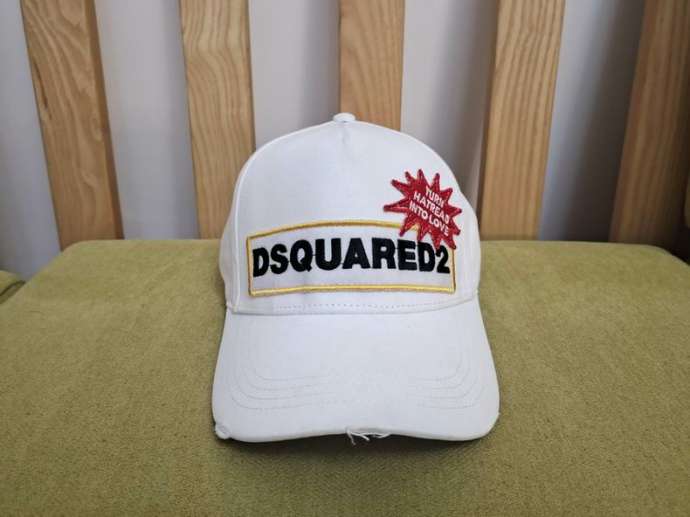 TURN
HATREAD
INTO LOVE
DSQUARED2